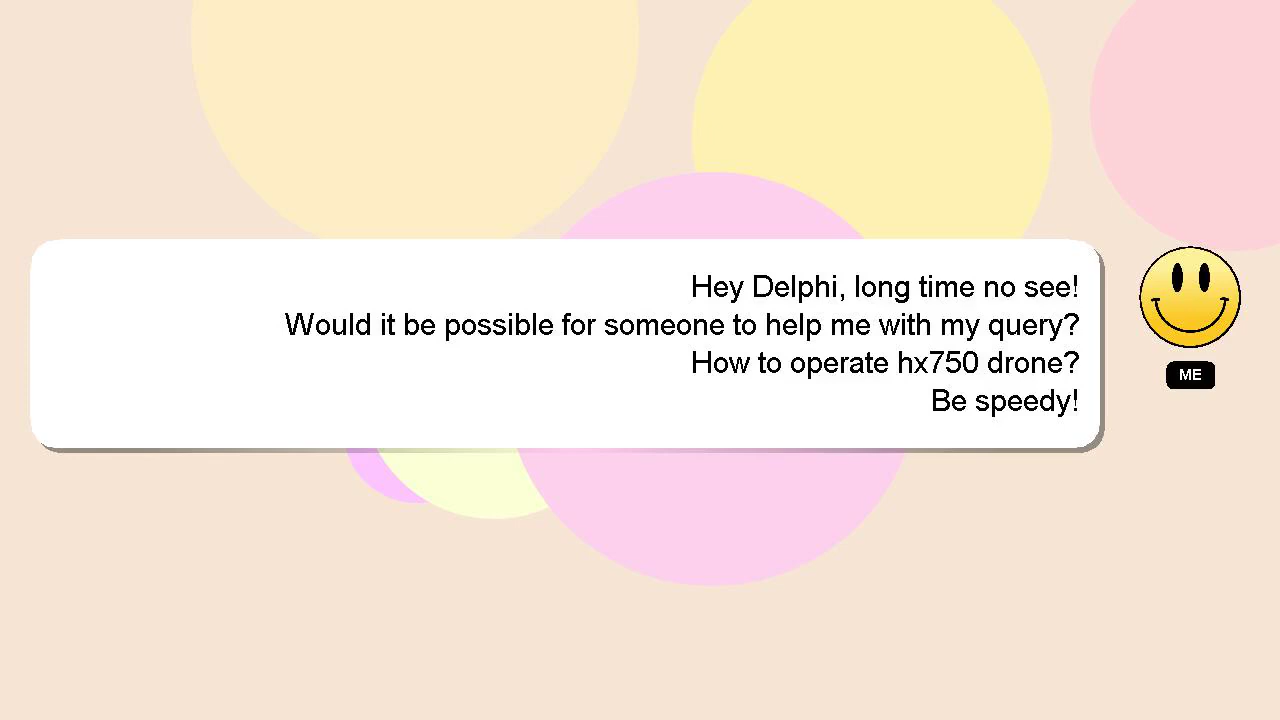 Hey Delphi, long time no see!
Would it be possible for someone to help me with my query?
How to operate hx750 drone?
Be speedy!
ME